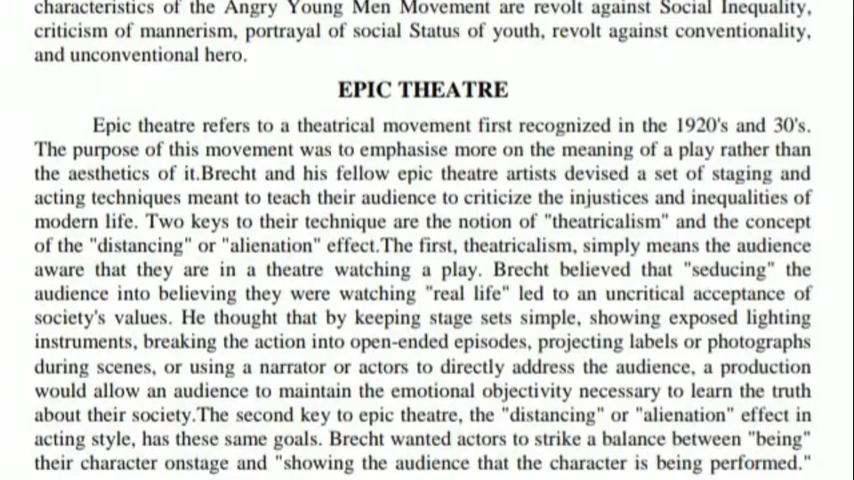 characteristics of the Angry Young Men Movement are revolt against Social Inequality,
criticism of mannerism, portrayal of social Status of youth, revolt against conventionality,
and unconventional hero.
EPIC THEATRE
Epic theatre refers to a theatrical movement first recognized in the 1920's and 30's.
The purpose of this movement was to emphasise more on the meaning of a play rather than
the aesthetics of it.Brecht and his fellow epic theatre artists devised a set of staging and
acting techniques meant to teach their audience to criticize the injustices and inequalities of
modern life. Two keys to their technique are the notion of "theatricalism" and the concept
of the "distancing" or "alienation" effect.The first, theatricalism, simply means the audience
aware that they are in a theatre watching a play. Brecht believed that "seducing" the
audience into believing they were watching "real life" led to an uncritical acceptance of
society's values. He thought that by keeping stage sets simple, showing exposed lighting
instruments, breaking the action into open-ended episodes, projecting labels or photographs
during scenes, or using a narrator or actors to directly address the audience, a production
would allow an audience to maintain the emotional objectivity necessary to learn the truth
about their society.The second key to epic theatre, the "distancing" or "alienation" effect in
acting style, has these same goals. Brecht wanted actors to strike a balance between "being"
their character onstage and "showing the audience that the character is being performed."